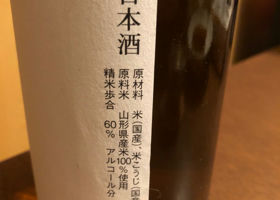 日本酒
原材料 米(国産)、米こうじ(国産
原料米 山形県産米100%使用
精米歩合 60% アルコール分